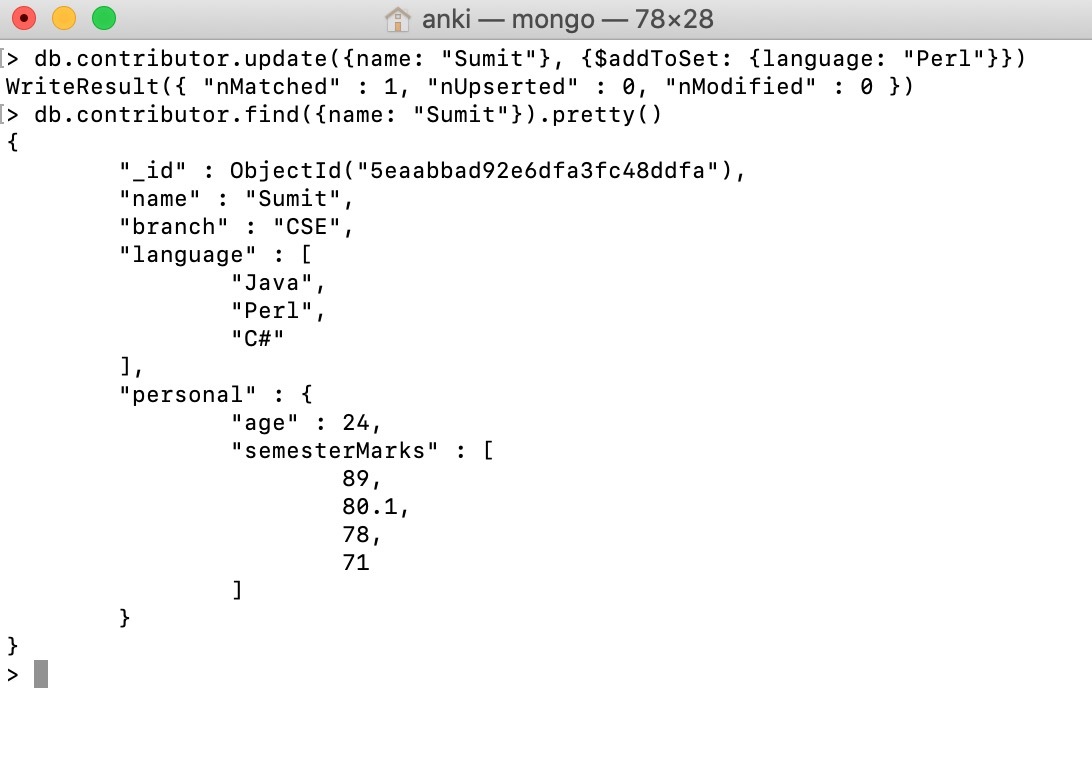 anki — mongo — 78×28
[> db.contributor.update({name: "Sumit"}, {$addToSet: {language: "Perl"}})
WriteResult({ "nMatched" : 1, "nUpserted" : 0, "nModified" : 0 })
[> db.contributor.find({name: "Sumit"}).pretty()
{
        "_id" : ObjectId("5eaabbad92e6dfa3fc48ddfa"),
        "name" : "Sumit",
        "branch" : "CSE",
        "language" : [
                "Java",
                "Perl",
                "C#"
        ],
        "personal" : {
                "age" : 24,
                "semesterMarks" : [
                        89,
                        80.1,
                        78,
                        71
                ]
        }
}
>